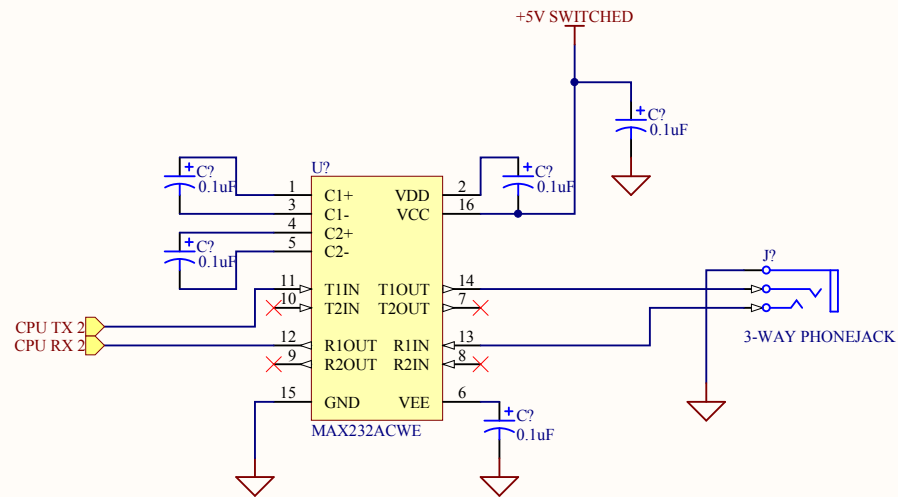 +5V SWITCHED
C?
0.1uF
U?
C?
0.1uF
C?
0.1uF
1
C1+
VDD
2
3
C1-
VCC
16
4
C2+
5
C2-
C?
0.1uF
11
T1IN
T1OUT
14
10
T2IN
T2OUT
7
J?
CPU TX 2
CPU RX 2
12
R1OUT
R1IN
13
9
R2OUT
R2IN
8
3-WAY PHONEJACK
15
GND
VEE
6
MAX232ACWE
C?
0.1uF